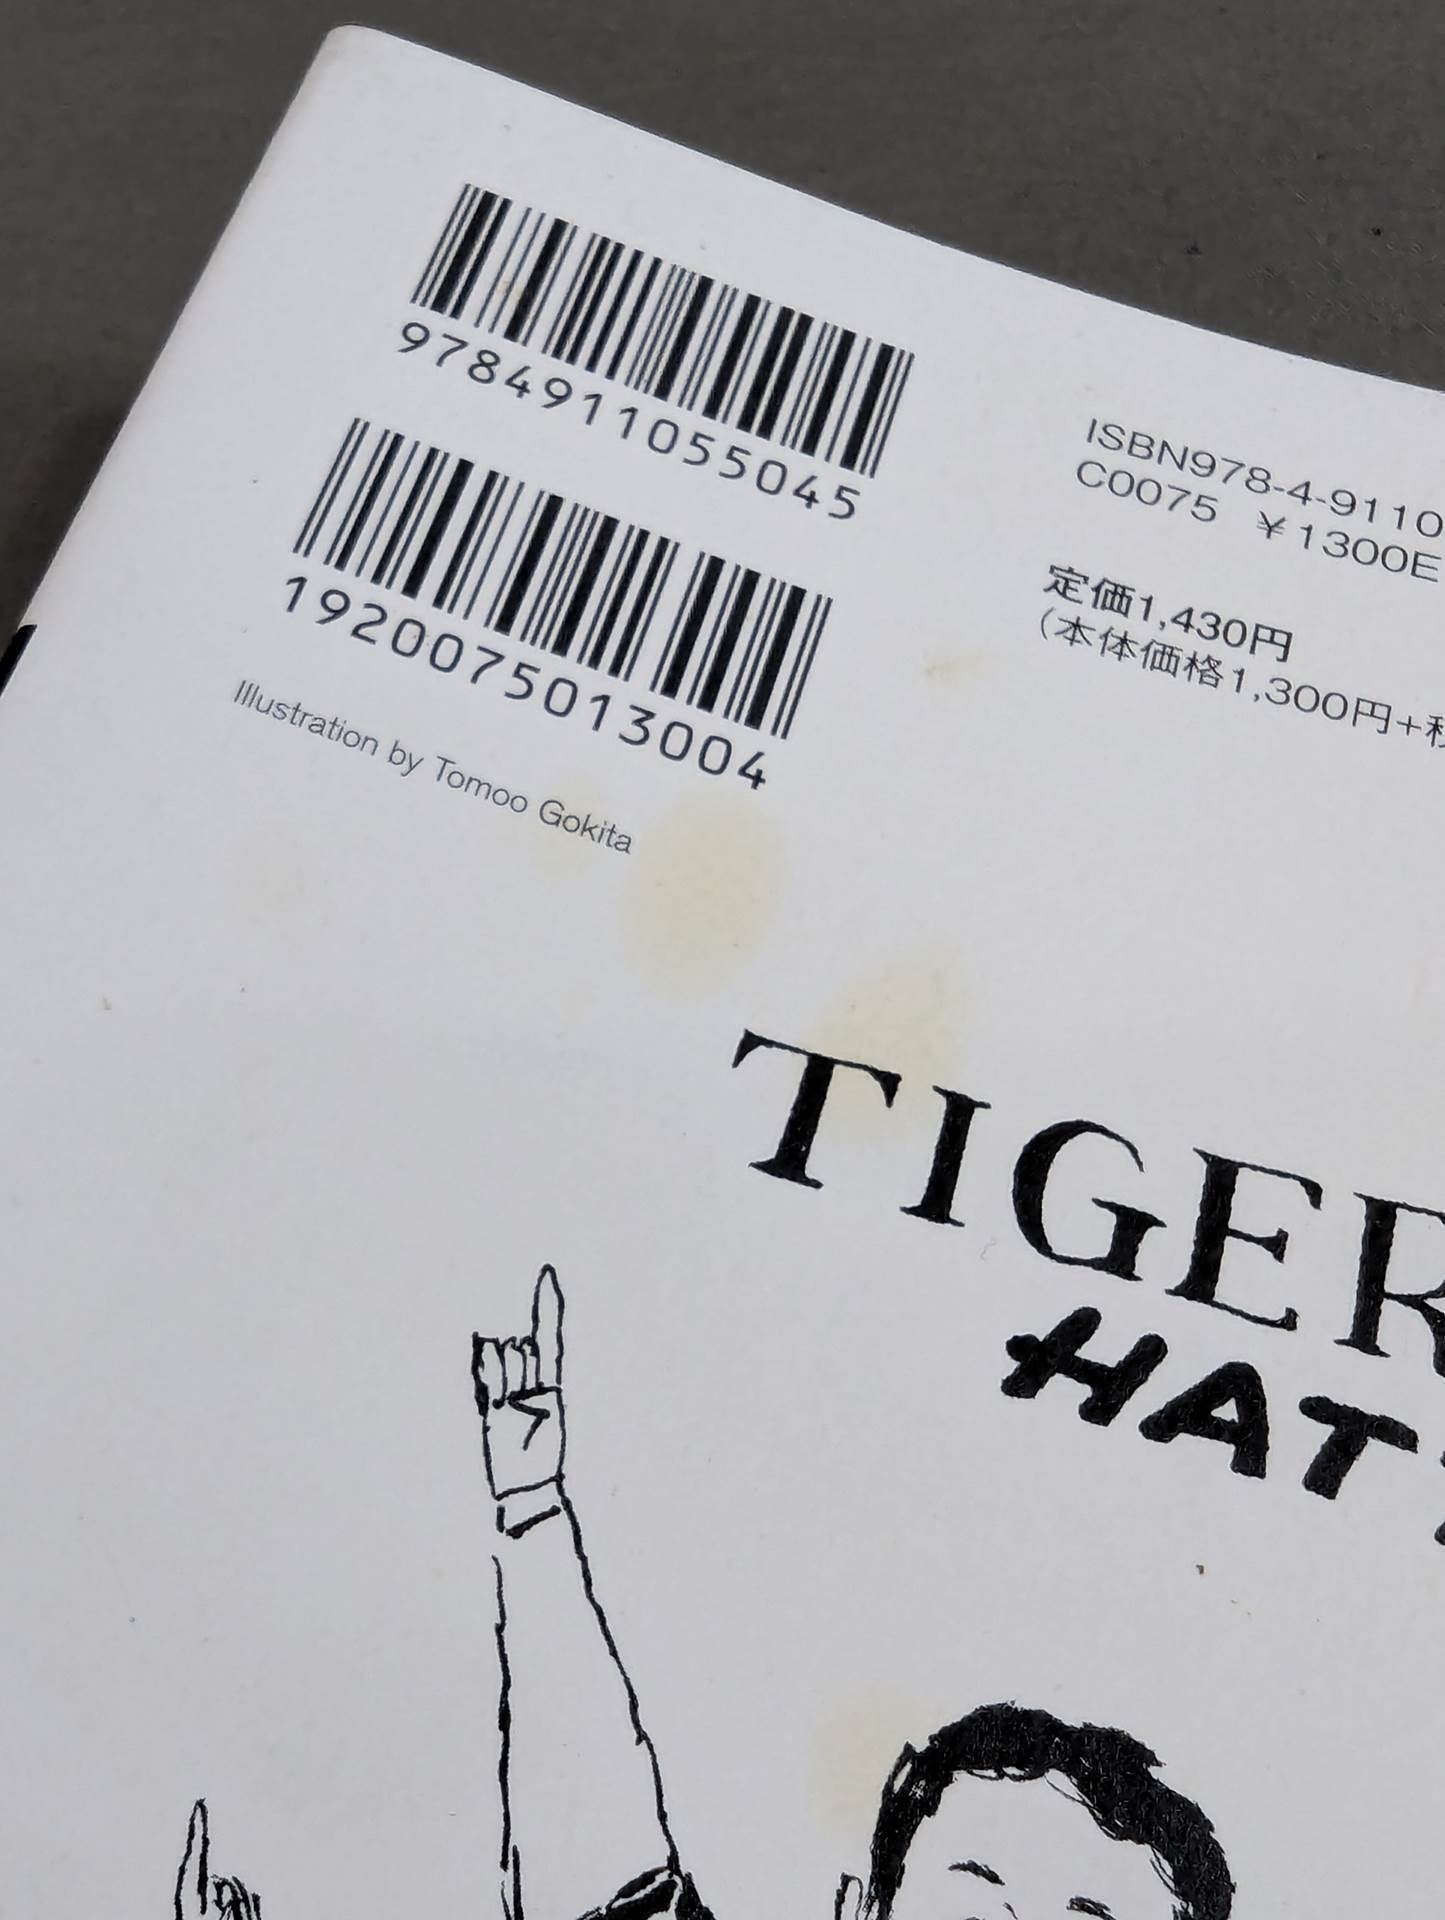 9784911055045
1920075013004
Illustration by Tomoo Gokita
ISBN978-4-9110
C0075 ¥1300E
定価1,430円
(本体価格1,300円+税
TIGER
HAT